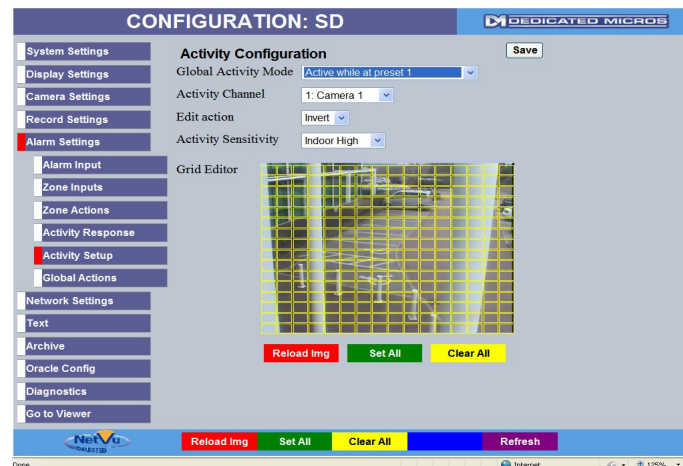 CONFIGURATION: SD
DEDICATED MICROS
System Settings
Display Settings
Camera Settings
Record Settings
Alarm Settings
Alarm Input
Zone Inputs
Zone Actions
Activity Response
Activity Setup
Global Actions
Network Settings
Text
Archive
Oracle Config
Diagnostics
Go to Viewer
Activity Configuration
Save
Global Activity Mode Active while at preset 1
Activity Channel 1: Camera 1
Edit action Invert
Activity Sensitivity Indoor High
Grid Editor
Reload Img Set All Clear All
NetVu
CONNECTED
Reload Img Set All Clear All Refresh
Done Internet 125%